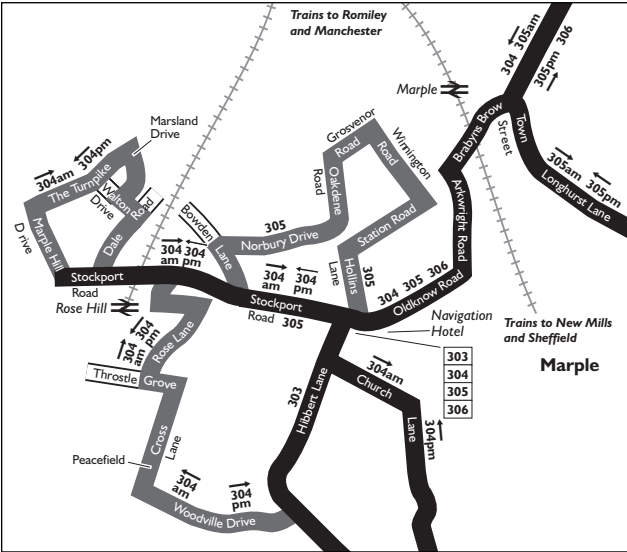 Trains to Romiley
and Manchester
304
305am
305pm
306
Marple
Marsland
Drive
Grosvenor
Road
Wilmington
Road
Brabyns Brow
Town
Street
305am
305pm
Longhurst Lane
304am
304pm
The Turnpike
Walton
Drive
Marple Hill
Drive
Dale
Road
Oakdene
Road
Bowden
Lane
305
Norbury Drive
Station Road
Arkwright Road
304
am
304
pm
304
am
304
pm
Hollins
Lane
305
304 305 306
Oldknow Road
Stockport
Road
Stockport
Road 305
Rose Hill
Navigation
Hotel
Trains to New Mills
and Sheffield
Marple
303
304
305
306
304
am
304
pm
Rose Lane
Throstle Grove
303
Hibbert Lane
304am
Church
Lane
304pm
Cross
Lane
Peacefield
304
am
304
pm
Woodville Drive